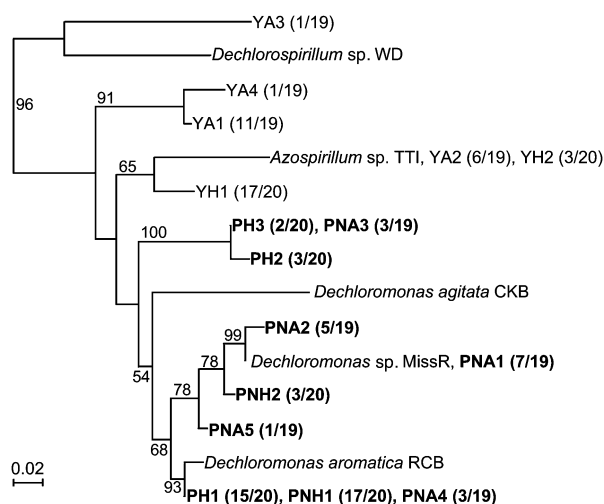 YA3 (1/19)
Dechlorospirillum sp. WD
96
91
YA4 (1/19)
YA1 (11/19)
65
Azospirillum sp. TTI, YA2 (6/19), YH2 (3/20)
YH1 (17/20)
100
PH3 (2/20), PNA3 (3/19)
PH2 (3/20)
Dechloromonas agitata CKB
99
PNA2 (5/19)
Dechloromonas sp. MissR, PNA1 (7/19)
78
54
78
PNH2 (3/20)
PNA5 (1/19)
68
Dechloromonas aromatica RCB
0.02
93
PH1 (15/20), PNH1 (17/20), PNA4 (3/19)